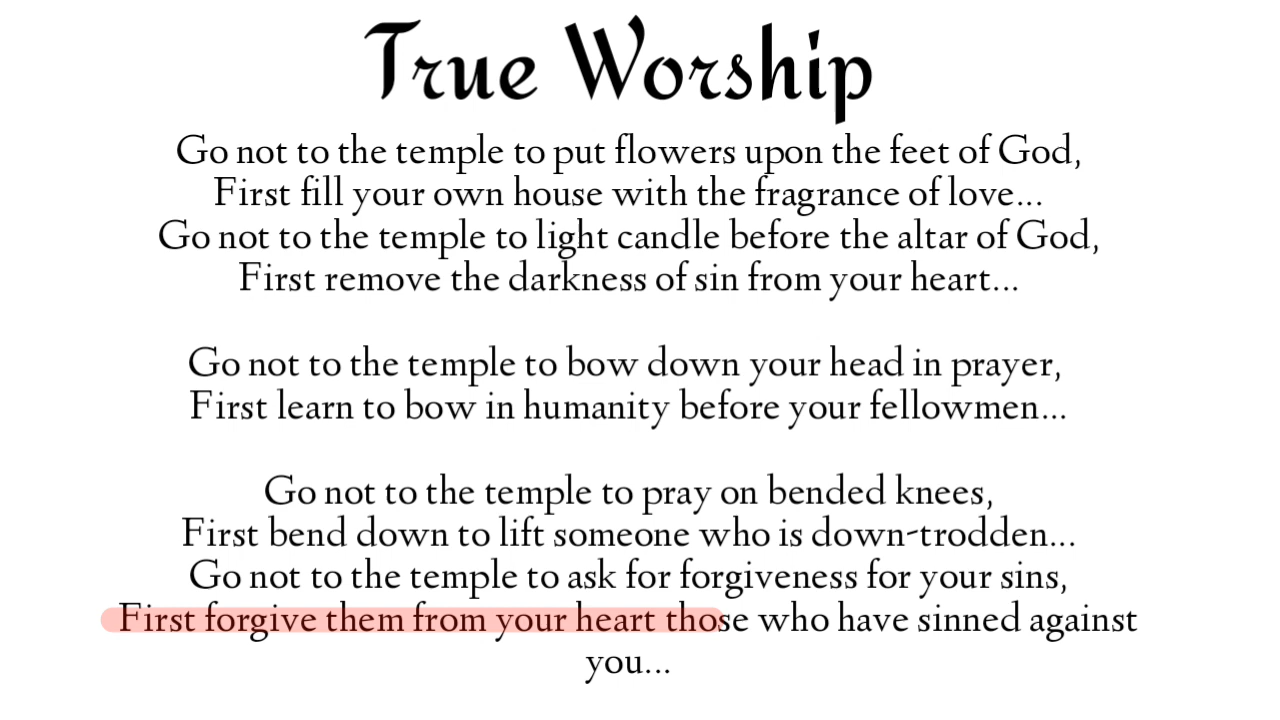 True Worship
Go not to the temple to put flowers upon the feet of God,
First fill your own house with the fragrance of love...
Go not to the temple to light candle before the altar of God,
First remove the darkness of sin from your heart...
Go not to the temple to bow down your head in prayer,
First learn to bow in humanity before your fellowmen...
Go not to the temple to pray on bended knees,
First bend down to lift someone who is down-trodden...
Go not to the temple to ask for forgiveness for your sins,
First forgive them from your heart those who have sinned against
you...